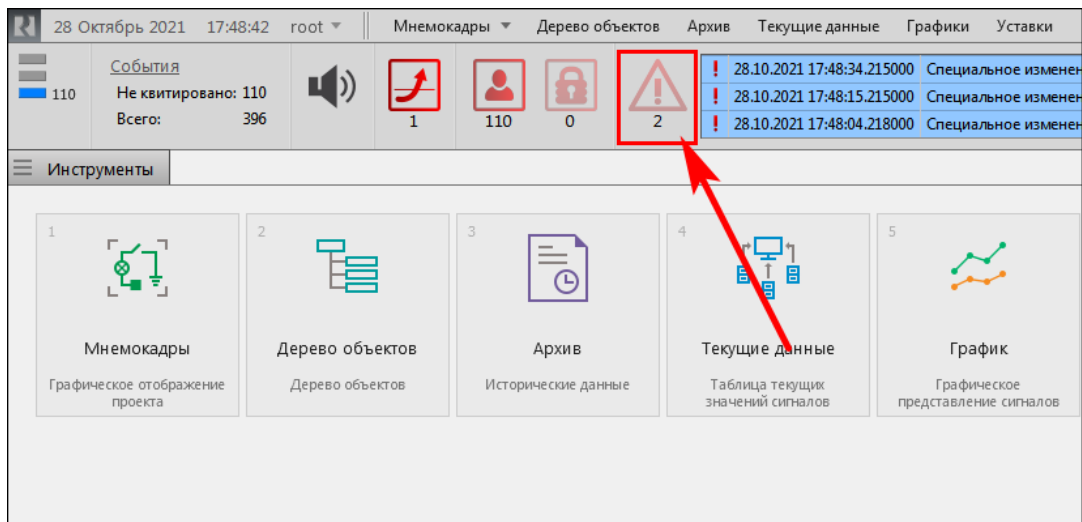 28 Октябрь 2021 17:48:42 root Мнемокадры Дерево объектов Архив Текущие данные Графики Уставки
События
110 Не квитировано: 110
Всего: 396
1 110 0 2
28.10.2021 17:48:34.215000 Специальное изменен
28.10.2021 17:48:15.215000 Специальное изменен
28.10.2021 17:48:04.218000 Специальное изменен
Инструменты
1
Мнемокадры
Графическое отображение
проекта
2
Дерево объектов
Дерево объектов
3
Архив
Исторические данные
4
Текущие данные
Таблица текущих
значений сигналов
5
График
Графическое
представление сигналов